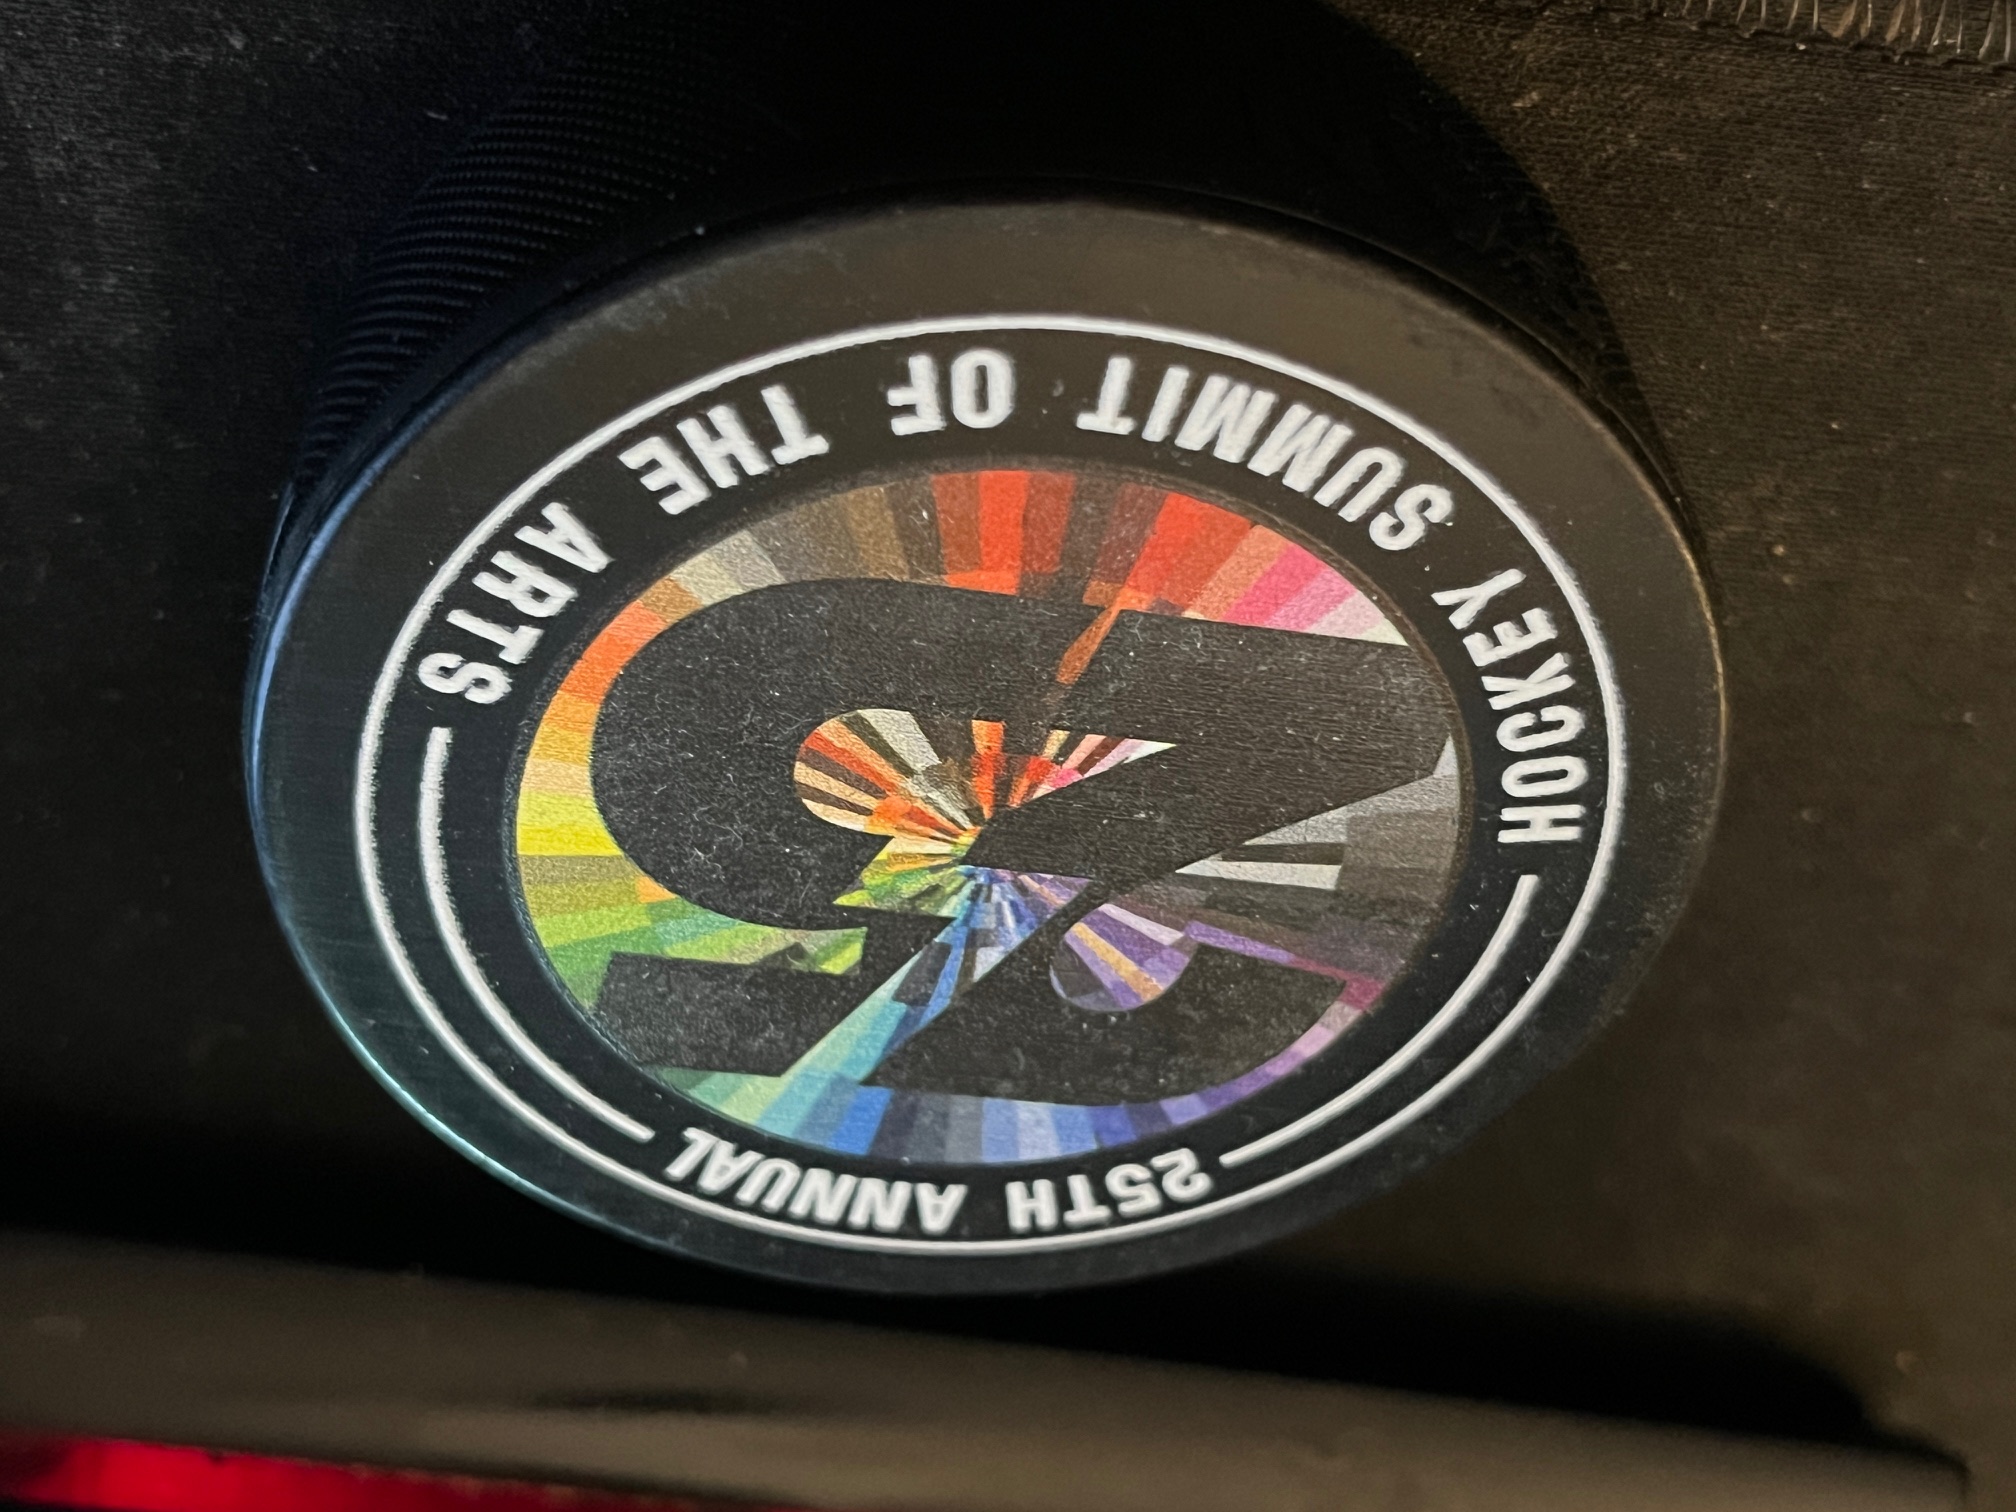 HOCKEY SUMMIT OF THE ARTS
25TH ANNUAL
25